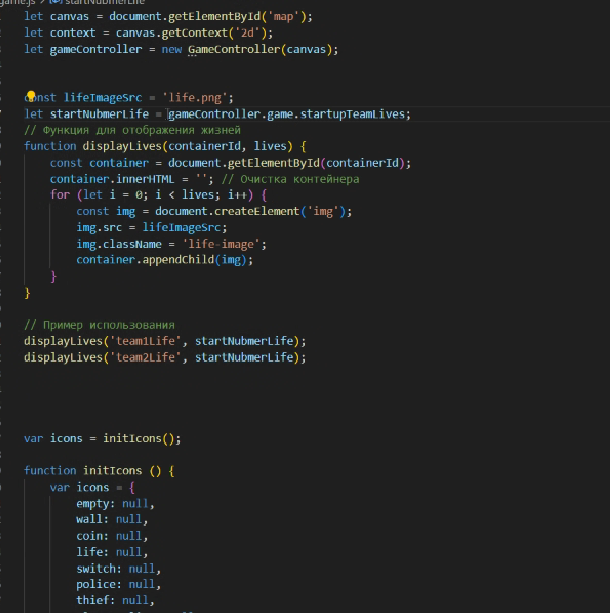 game.js > startNubmerLife
let canvas = document.getElementById('map');
let context = canvas.getContext('2d');
let gameController = new GameController(canvas);
const lifeImageSrc = 'life.png';
let startNubmerLife = gameController.game.startupTeamLives;
// Функция для отображения жизней
function displayLives(containerId, lives) {
const container = document.getElementById(containerId);
container.innerHTML = ''; // Очистка контейнера
for (let i = 0; i < lives; i++) {
const img = document.createElement('img');
img.src = lifeImageSrc;
img.className = 'life-image';
container.appendChild(img);
}
}
// Пример использования
displayLives('team1Life', startNubmerLife);
displayLives('team2Life', startNubmerLife);
var icons = initIcons();
function initIcons () {
var icons = {
empty: null,
wall: null,
coin: null,
life: null,
switch: null,
police: null,
thief: null,